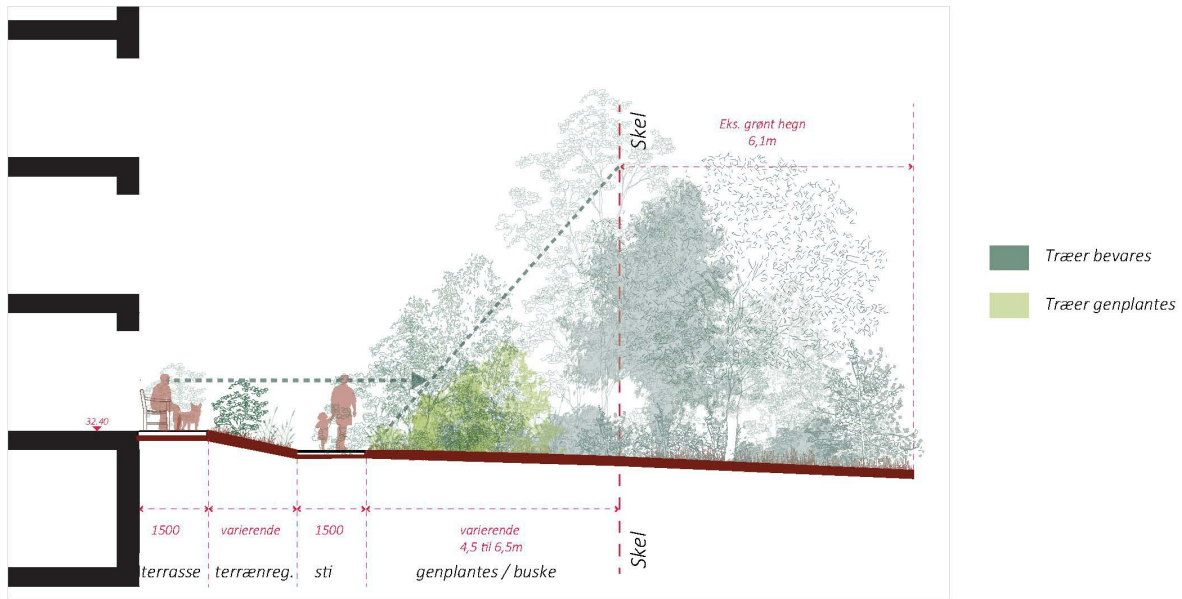 Skel
Eks. grønt hegn
6,1m
Træer bevares
Træer genplantes
32.40
1500
varierende
1500
varierende
4,5 til 6,5m
Skel
terrasse
terrænreg.
sti
genplantes / buske